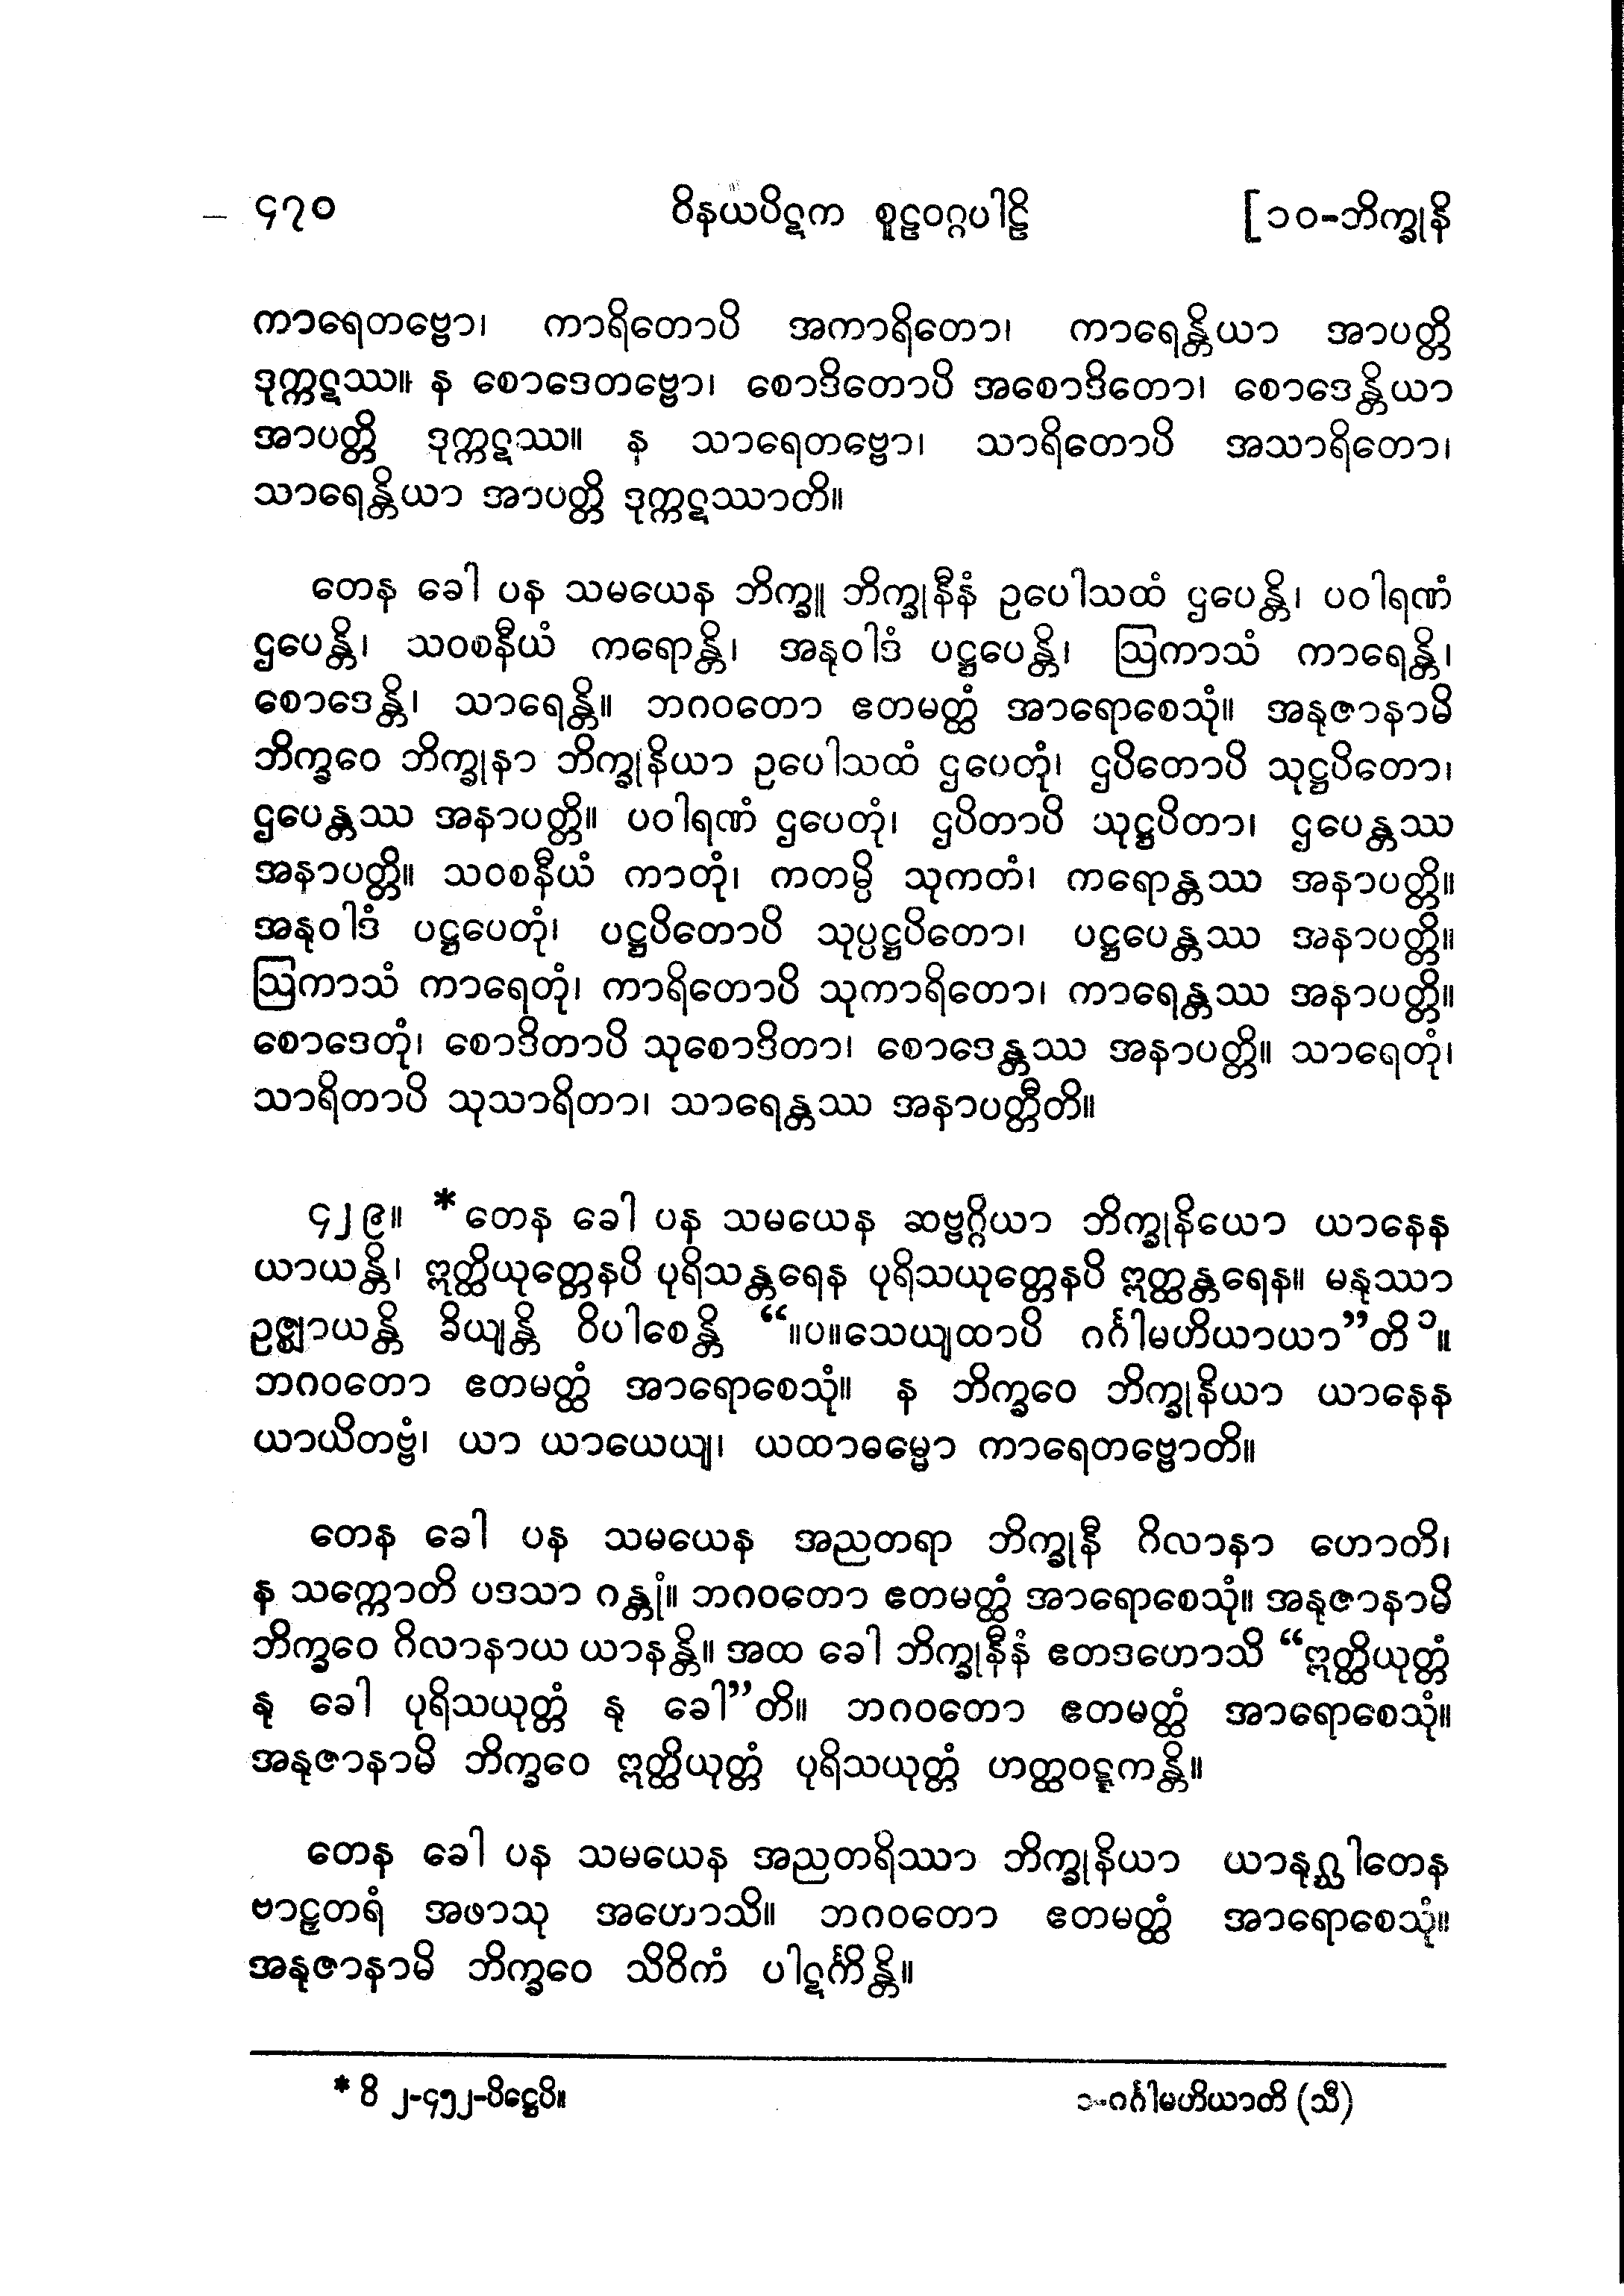 ၄၇၀ ဝိနယပိဋက စူဠဝဂ္ဂပါဠိ [၁၀-ဘိက္ခုနိ
ကာရေတဗ္ဗော၊ ကာရိတောပိ အကာရိတော၊ ကာရေန္တိယာ အာပတ္တိ
ဒုက္ကဋဿ။ န စောဒေတဗ္ဗော၊ စောဒိတောပိ အစောဒိတော၊ စောဒေန္တိယာ
အာပတ္တိ ဒုက္ကဋဿ။ န သာရေတဗ္ဗော၊ သာရိတောပိ အသာရိတော၊
သာရေန္တိယာ အာပတ္တိ ဒုက္ကဋဿာတိ။
တေန ခေါ ပန သမယေန ဘိက္ခူ ဘိက္ခုနီနံ ဥပေါသထံ ဌပေန္တိ၊ ပဝါရဏံ
ဌပေန္တိ၊ သဝစနီယံ ကရောန္တိ၊ အနုဝါဒံ ပဋ္ဌပေန္တိ၊ ဩကာသံ ကာရေန္တိ၊
စောဒေန္တိ၊ သာရေန္တိ။ ဘဂဝတော ဧတမတ္ထံ အာရောစေသုံ။ အနုဇာနာမိ
ဘိက္ခဝေ ဘိက္ခုနာ ဘိက္ခုနိယာ ဥပေါသထံ ဌပေတုံ၊ ဌပိတောပိ သုဋ္ဌပိတော၊
ဌပေန္တဿ အနာပတ္တိ။ ပဝါရဏံ ဌပေတုံ၊ ဌပိတာပိ သုဋ္ဌပိတာ၊ ဌပေန္တဿ
အနာပတ္တိ။ သဝစနီယံ ကာတုံ၊ ကတမ္ပိ သုကတံ၊ ကရောန္တဿ အနာပတ္တိ။
အနုဝါဒံ ပဋ္ဌပေတုံ၊ ပဋ္ဌပိတောပိ သုပ္ပဋ္ဌပိတော၊ ပဋ္ဌပေန္တဿ အနာပတ္တိ။
ဩကာသံ ကာရေတုံ၊ ကာရိတောပိ သုကာရိတော၊ ကာရေန္တဿ အနာပတ္တိ။
စောဒေတုံ၊ စောဒိတာပိ သုစောဒိတာ၊ စောဒေန္တဿ အနာပတ္တိ။ သာရေတုံ၊
သာရိတာပိ သုသာရိတာ၊ သာရေန္တဿ အနာပတ္တီတိ။
၄၂၉။ *တေန ခေါ ပန သမယေန ဆဗ္ဗဂ္ဂိယာ ဘိက္ခုနိယော ယာနေန
ယာယန္တိ၊ ဣတ္ထိယုတ္တေနပိ ပုရိသန္တရေန ပုရိသယုတ္တေနပိ ဣတ္ထန္တရေန။ မနုဿာ
ဥဇ္ဈာယန္တိ ခိယျန္တိ ဝိပါစေန္တိ “။ပ။သေယျထာပိ ဂင်္ဂါမဟိယာယာ”တိ ၁။
ဘဂဝတော ဧတမတ္ထံ အာရောစေသုံ။ န ဘိက္ခဝေ ဘိက္ခုနိယာ ယာနေန
ယာယိတဗ္ဗံ၊ ယာ ယာယေယျ၊ ယထာဓမ္မော ကာရေတဗ္ဗောတိ။
တေန ခေါ ပန သမယေန အညတရာ ဘိက္ခုနီ ဂိလာနာ ဟောတိ၊
န သက္ကောတိ ပဒသာ ဂန္တုံ။ ဘဂဝတော ဧတမတ္ထံ အာရောစေသုံ။ အနုဇာနာမိ
ဘိက္ခဝေ ဂိလာနာယ ယာနန္တိ။ အထ ခေါ ဘိက္ခုနီနံ ဧတဒဟောသိ “ဣတ္ထိယုတ္တံ
နု ခေါ ပုရိသယုတ္တံ နု ခေါ”တိ။ ဘဂဝတော ဧတမတ္ထံ အာရောစေသုံ။
အနုဇာနာမိ ဘိက္ခဝေ ဣတ္ထိယုတ္တံ ပုရိသယုတ္တံ ဟတ္ထဝဋ္ဋကန္တိ။
တေန ခေါ ပန သမယေန အညတရိဿာ ဘိက္ခုနိယာ ယာနုဂ္ဃါတေန
ဗာဠှတရံ အဖာသု အဟောသိ။ ဘဂဝတော ဧတမတ္ထံ အာရောစေသုံ။
အနုဇာနာမိ ဘိက္ခဝေ သိဝိကံ ပါဋင်္ကိန္တိ။
* ဝိ ၂-၄၅၂-ပိဋ္ဌေပိ။ ၁-ဂင်္ဂါမဟိယာတိ (သီ)